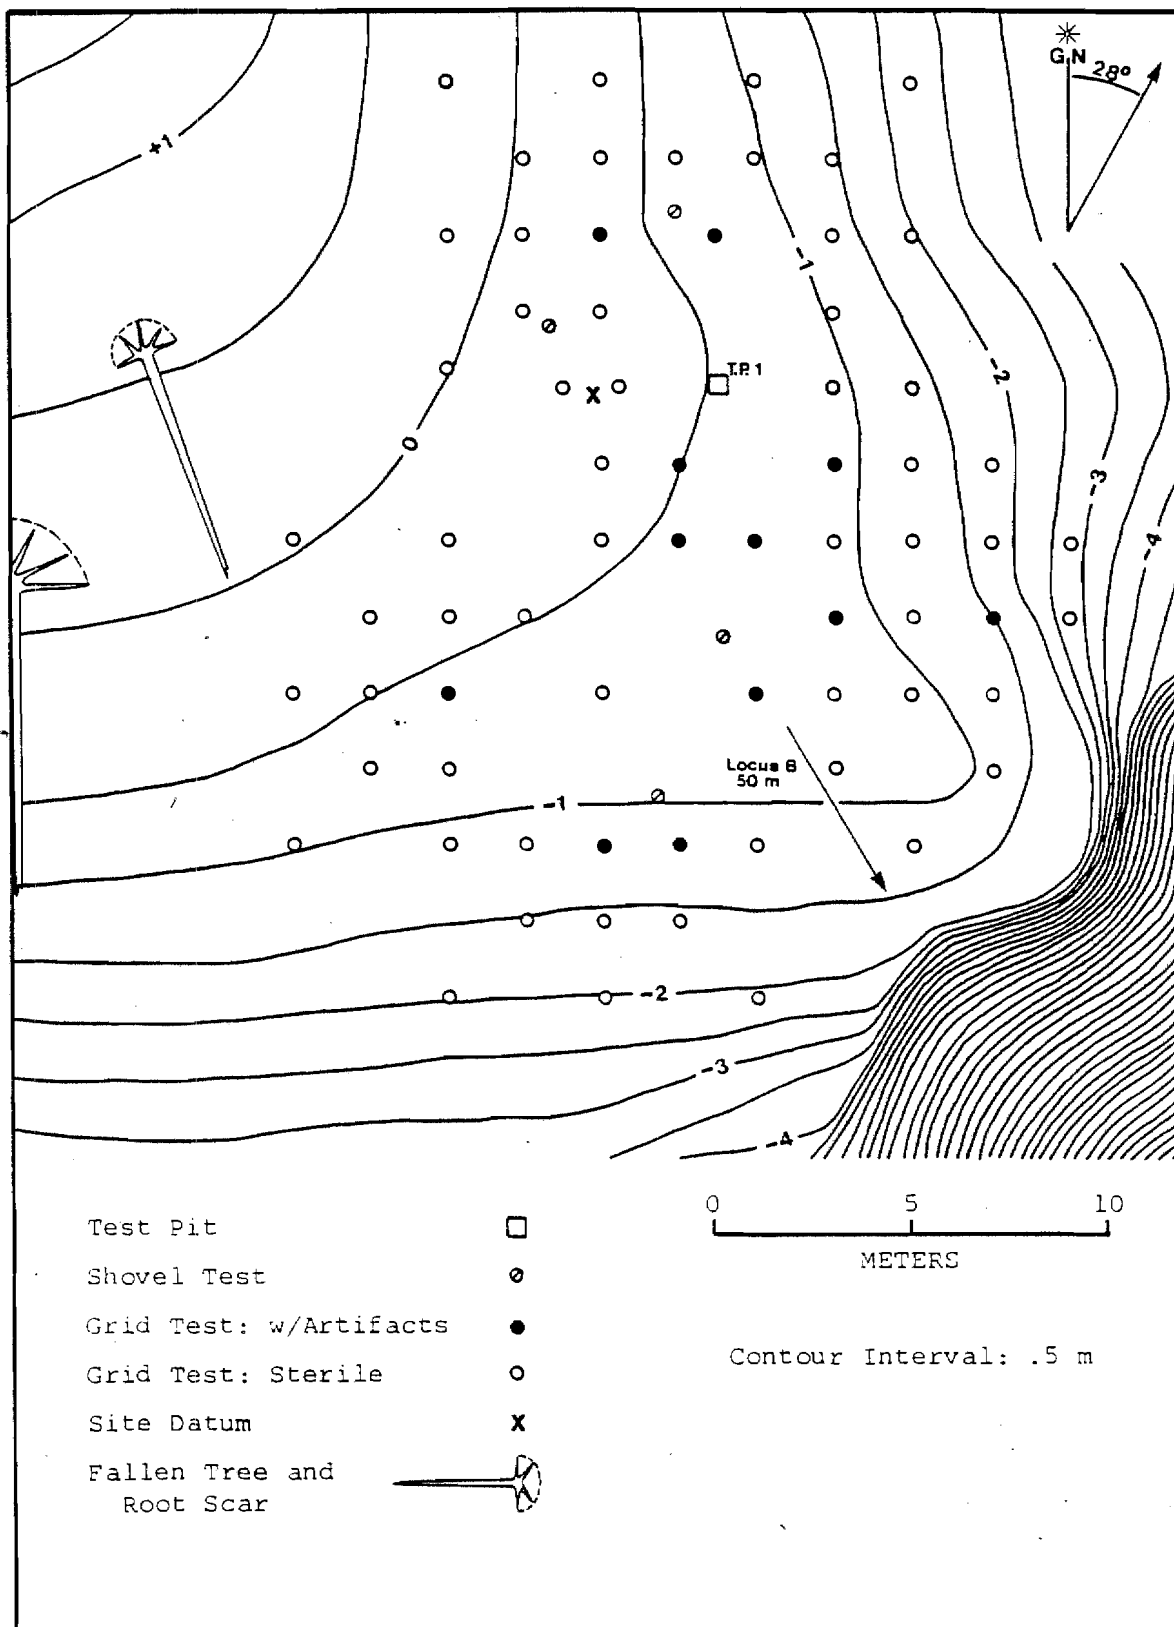 G.N
28°
+1
-1
T.P. 1
-2
0
-3
-4
Locus B
50 m
-1
-2
-3
-4
0 5 10
METERS
Test Pit
Shovel Test
Grid Test: w/Artifacts
Grid Test: Sterile
Site Datum
X
Fallen Tree and
Root Scar
Contour Interval: .5 m